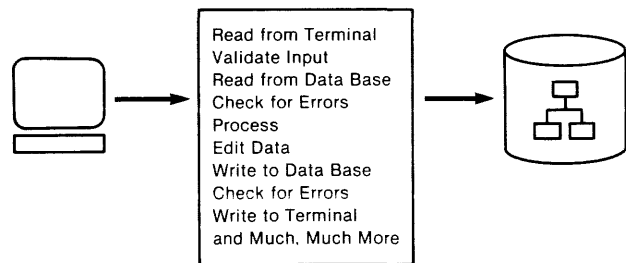 Read from Terminal
Validate Input
Read from Data Base
Check for Errors
Process
Edit Data
Write to Data Base
Check for Errors
Write to Terminal
and Much, Much More